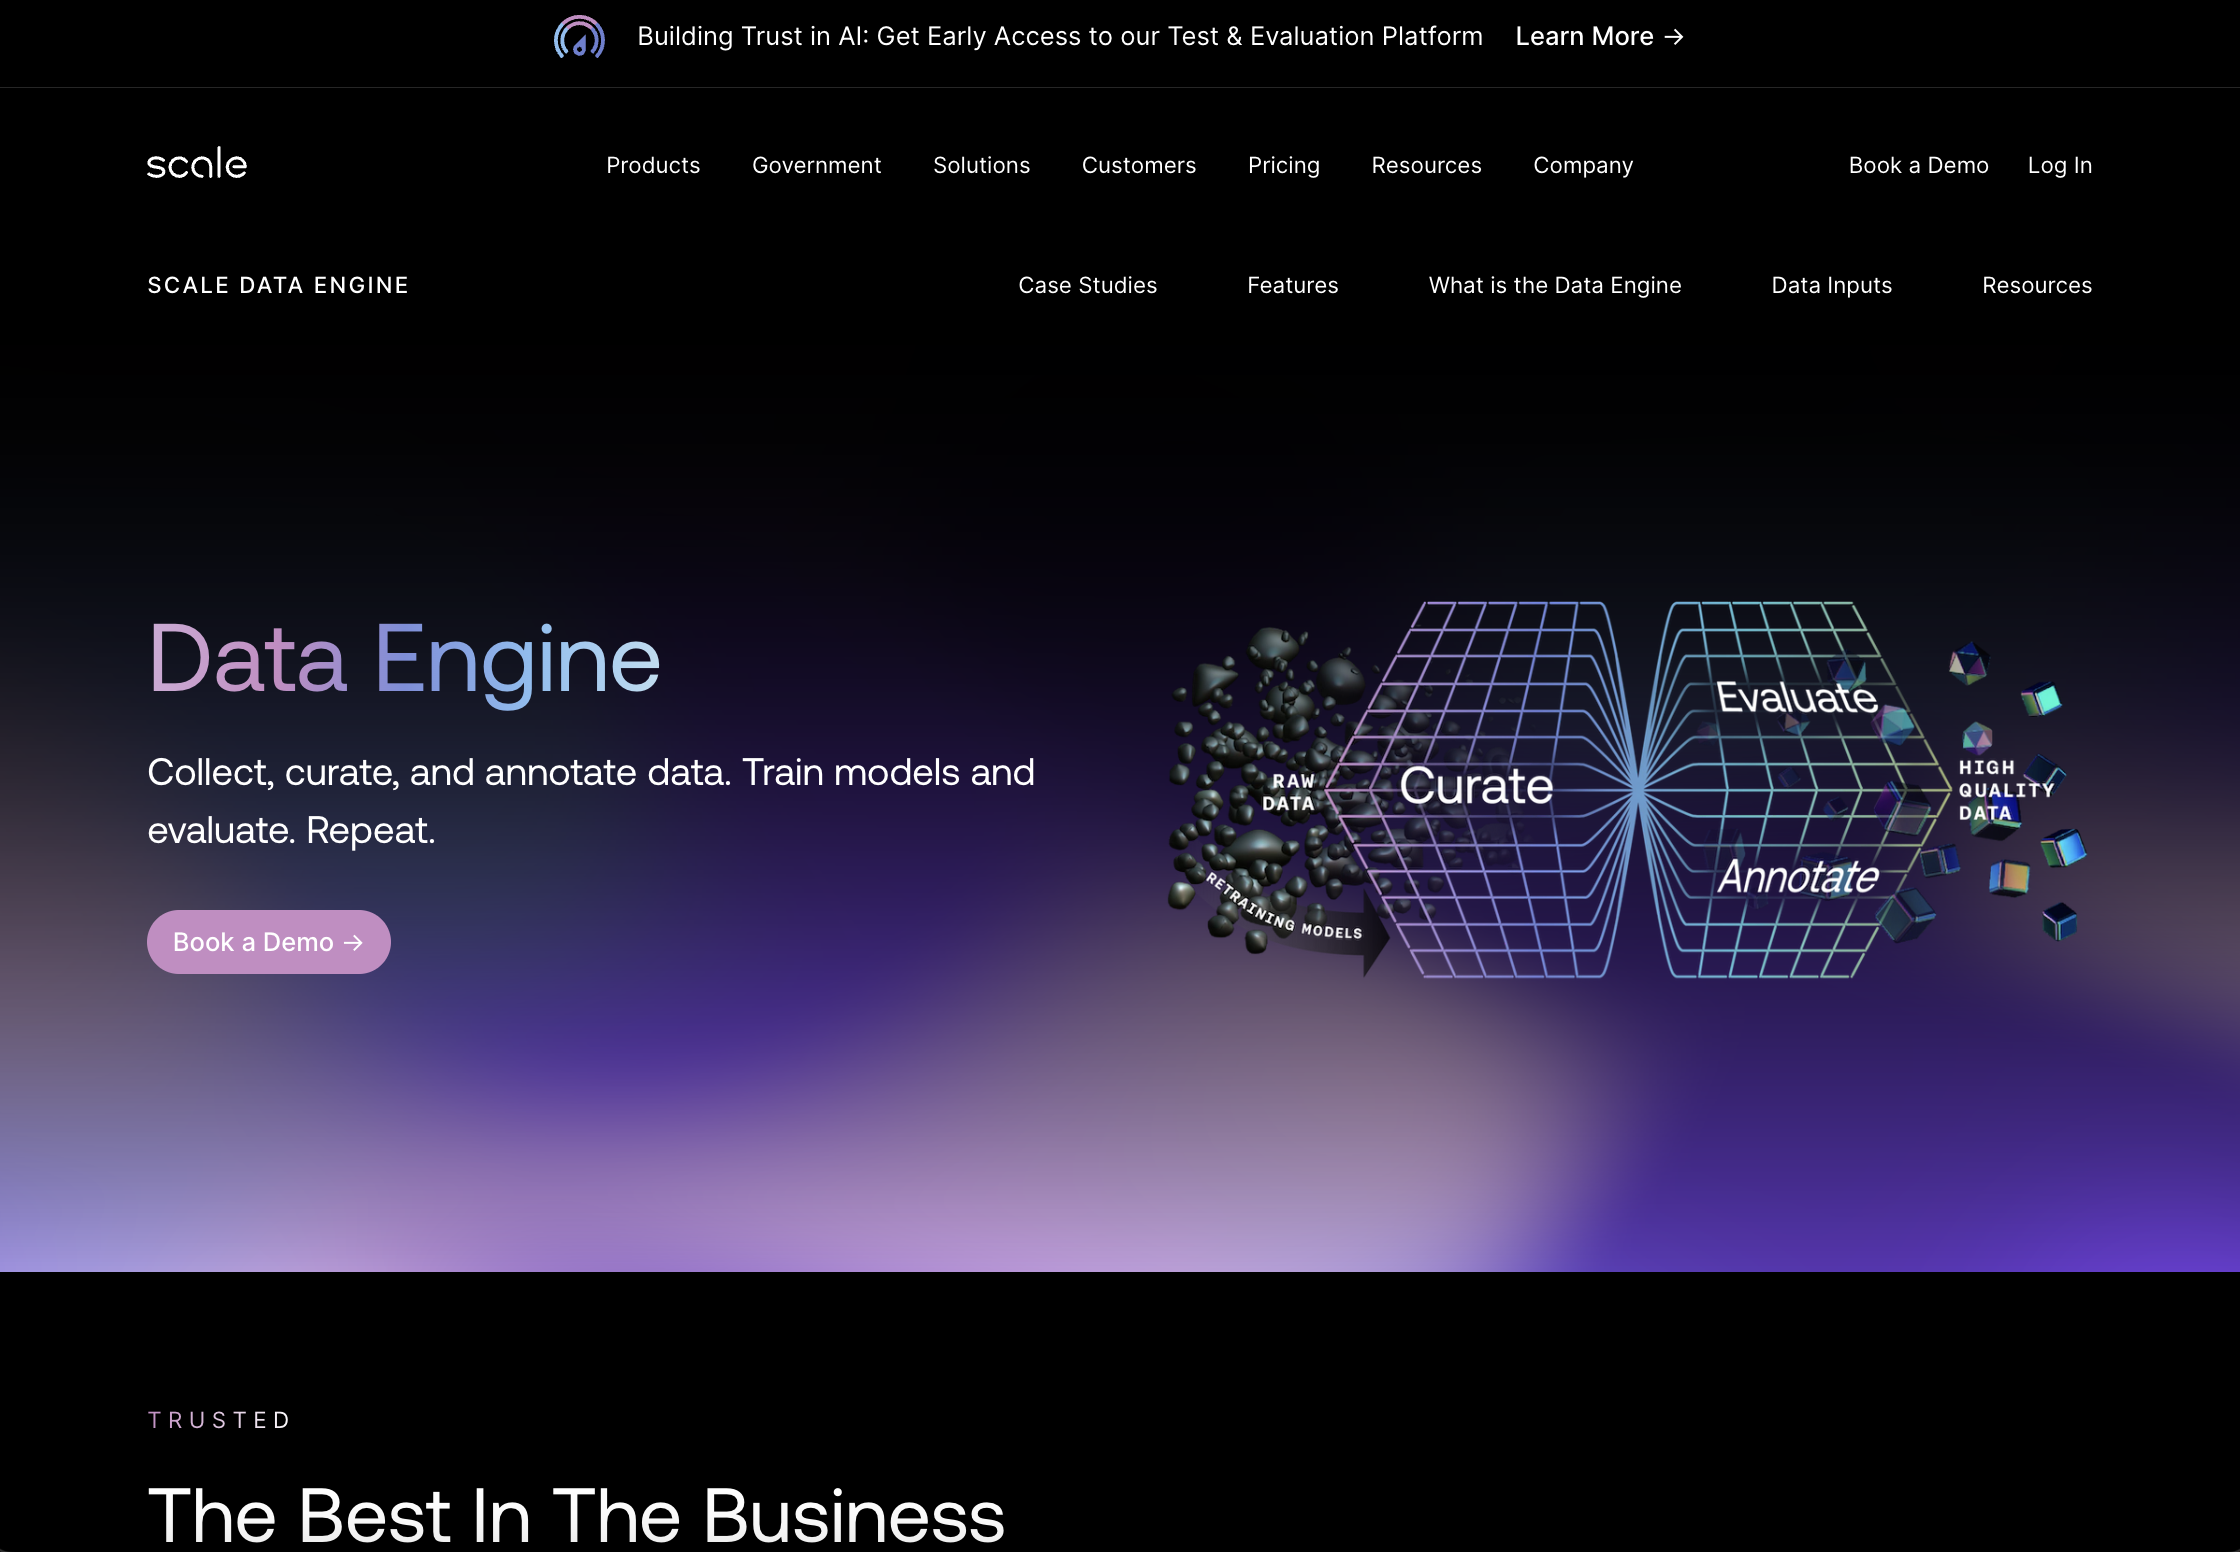 Building Trust in AI: Get Early Access to our Test & Evaluation Platform Learn More →
scale
Products Government Solutions Customers Pricing Resources Company Book a Demo Log In
SCALE DATA ENGINE
Case Studies Features What is the Data Engine Data Inputs Resources
Data Engine
Collect, curate, and annotate data. Train models and
evaluate. Repeat.
Book a Demo →
RAW
DATA
Curate
Evaluate
Annotate
HIGH
QUALITY
DATA
RETRAINING MODELS
TRUSTED
The Best In The Business